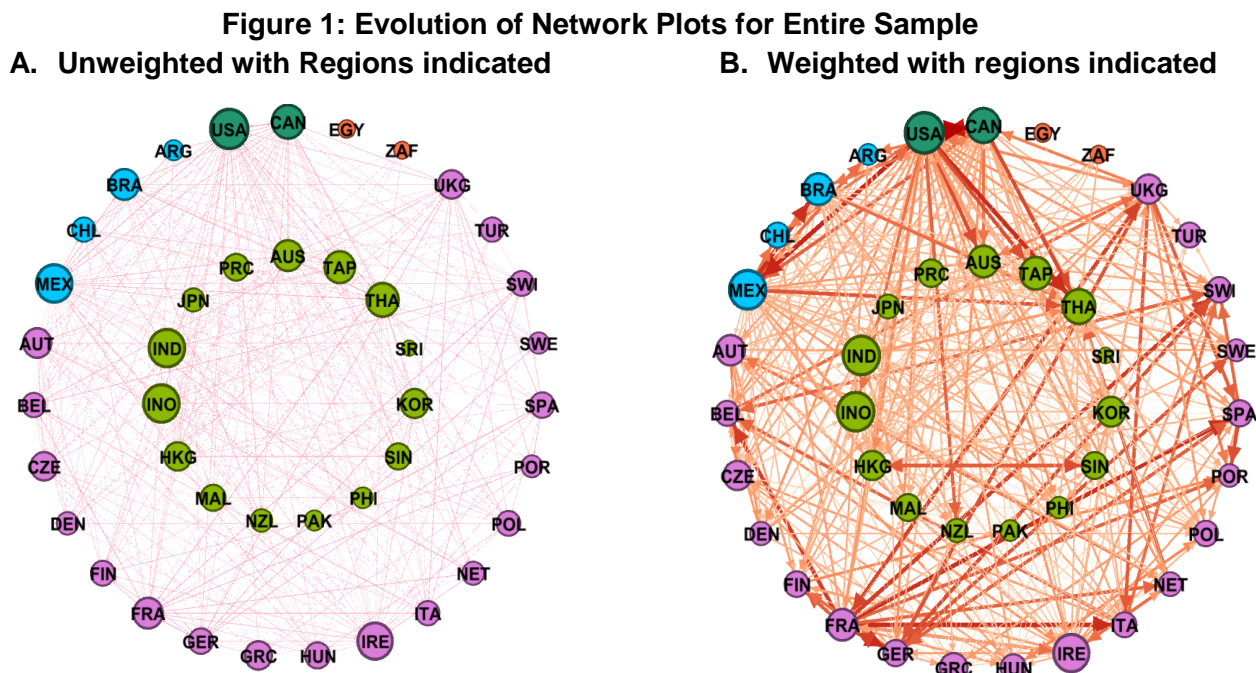 Figure 1: Evolution of Network Plots for Entire Sample
A. Unweighted with Regions indicated
B. Weighted with regions indicated
USA
CAN
EGY
ZAF
ARG
BRA
UKG
CHL
TUR
MEX
SWI
AUT
SWE
BEL
SPA
CZE
POR
DEN
POL
FIN
NET
FRA
ITA
GER
GRC
HUN
IRE
PRC
AUS
TAP
JPN
THA
IND
SRI
INO
KOR
HKG
SIN
MAL
PHI
NZL
PAK
USA
CAN
EGY
ZAF
ARG
BRA
UKG
CHL
TUR
MEX
SWI
AUT
SWE
BEL
SPA
CZE
POR
DEN
POL
FIN
NET
FRA
ITA
GER
GRC
HUN
IRE
PRC
AUS
TAP
JPN
THA
IND
SRI
INO
KOR
HKG
SIN
MAL
PHI
NZL
PAK